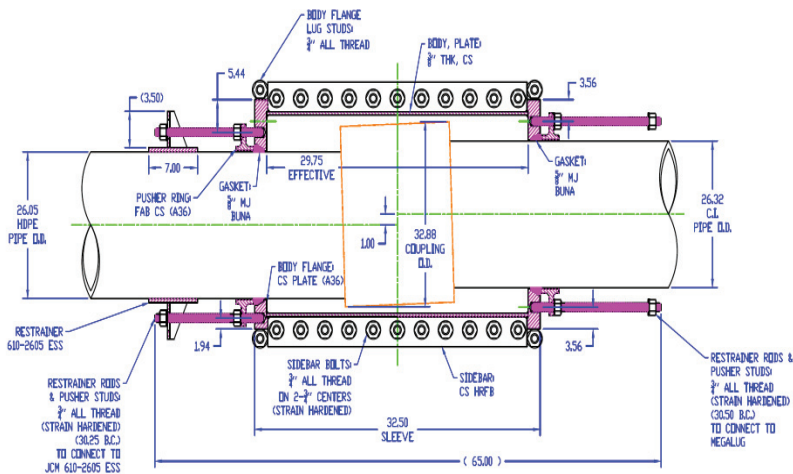 BODY FLANGE
LUG STUDS:
3/4" ALL THREAD
BODY, PLATE:
3/8" THK, CS
5.44
3.56
(3.50)
7.00
29.75
EFFECTIVE
PUSHER RING:
FAB CS (A36)
GASKET:
5/8" MJ
BUNA
GASKET:
5/8" MJ
BUNA
26.05
HDPE
PIPE O.D.
26.32
C.I.
PIPE O.D.
1.00
32.88
COUPLING
O.D.
BODY FLANGE:
CS PLATE (A36)
RESTRAINER
610-2605 ESS
1.94
3.56
RESTRAINER RODS
& PUSHER STUDS:
3/4" ALL THREAD
(STRAIN HARDENED)
(30.25 B.C.)
TO CONNECT TO
JCM 610-2605 ESS
SIDEBAR BOLTS:
3/4" ALL THREAD
ON 2-3/4" CENTERS
(STRAIN HARDENED)
SIDEBAR:
CS HRFB
RESTRAINER RODS &
PUSHER STUDS:
3/4" ALL THREAD
(STRAIN HARDENED)
(30.50 B.C.)
TO CONNECT TO
MEGALUG
32.50
SLEEVE
( 65.00 )